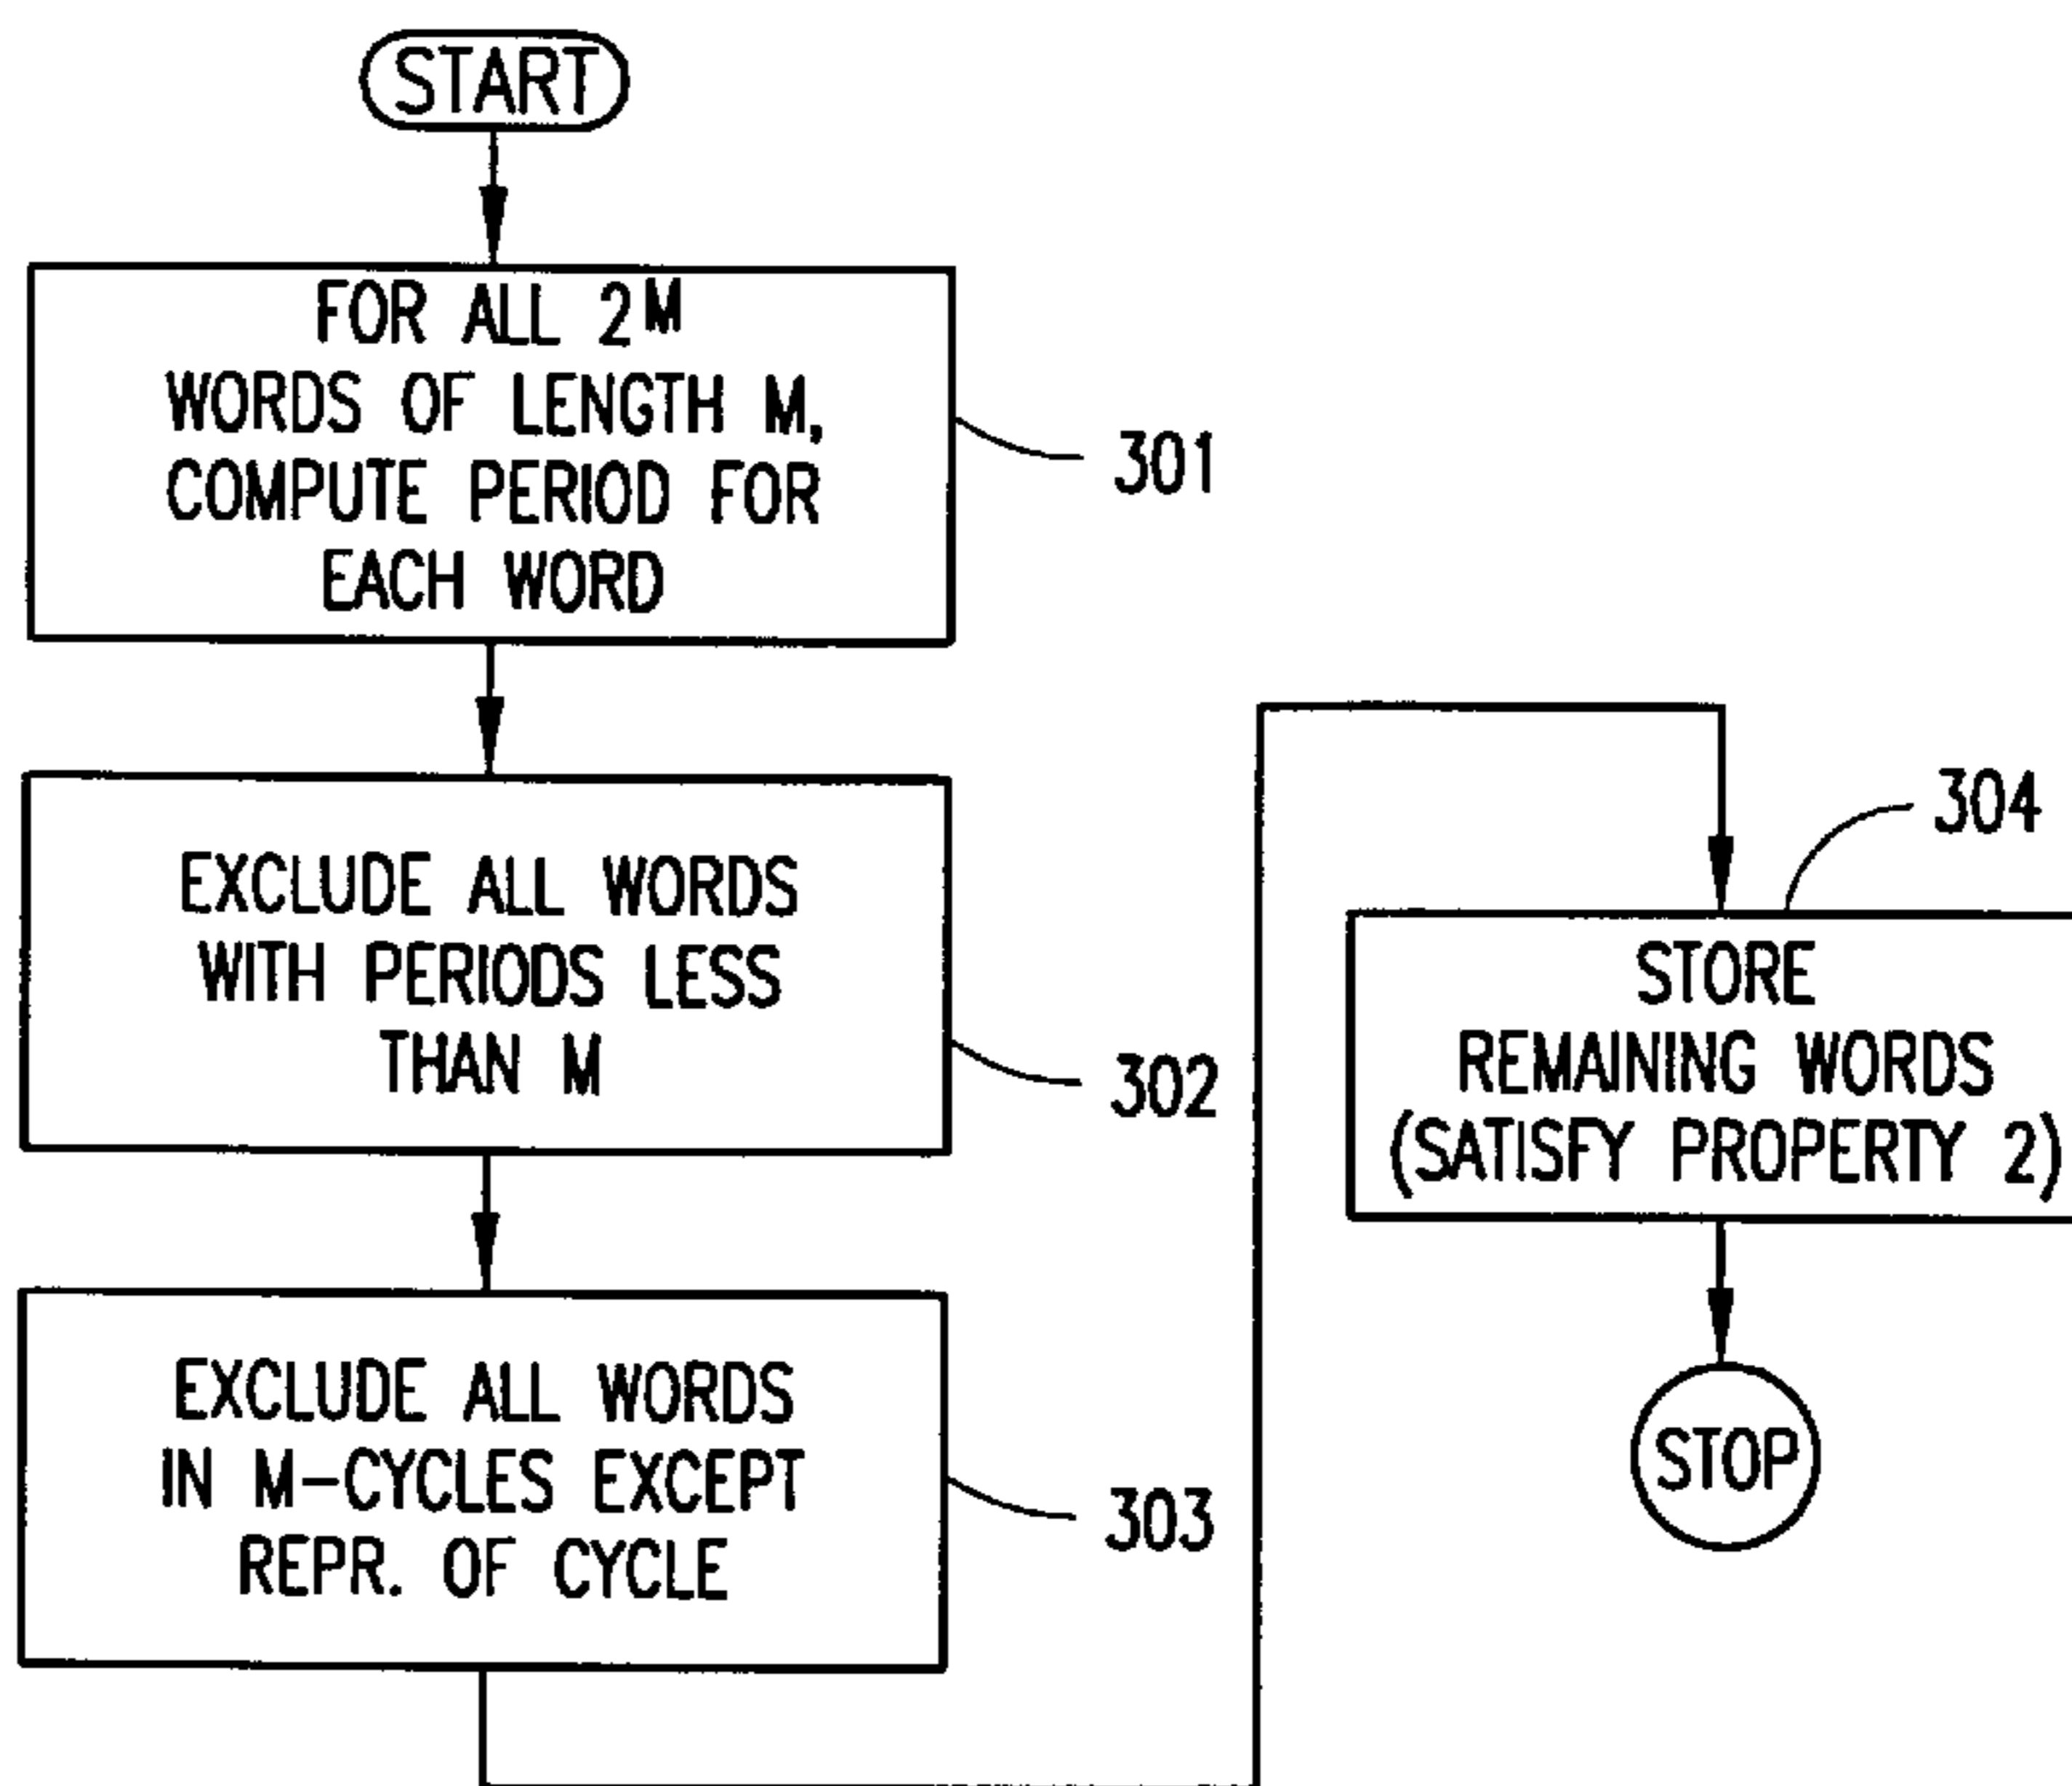 START
FOR ALL 2^M
WORDS OF LENGTH M,
COMPUTE PERIOD FOR
EACH WORD
301
EXCLUDE ALL WORDS
WITH PERIODS LESS
THAN M
302
EXCLUDE ALL WORDS
IN M-CYCLES EXCEPT
REPR. OF CYCLE
303
304
STORE
REMAINING WORDS
(SATISFY PROPERTY 2)
STOP